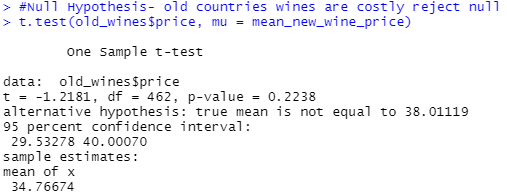 > #Null Hypothesis- old countries wines are costly reject null
> t.test(old_wines$price, mu = mean_new_wine_price)
One Sample t-test
data:  old_wines$price
t = -1.2181, df = 462, p-value = 0.2238
alternative hypothesis: true mean is not equal to 38.01119
95 percent confidence interval:
29.53278 40.00070
sample estimates:
mean of x
34.76674